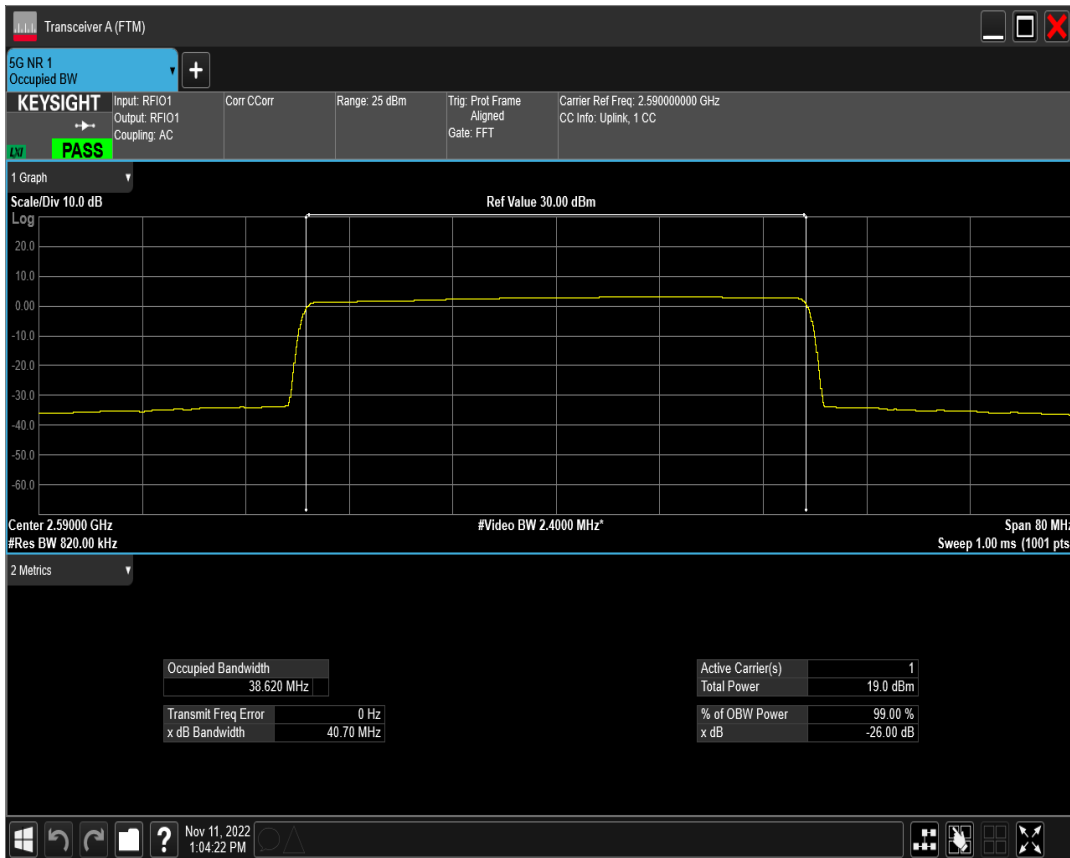 Transceiver A (FTM)
5G NR 1
Occupied BW
+
KEYSIGHT
LXI
PASS
Input: RFIO1
Output: RFIO1
Coupling: AC
Corr CCorr
Range: 25 dBm
Trig: Prot Frame
Aligned
Gate: FFT
Carrier Ref Freq: 2.590000000 GHz
CC Info: Uplink, 1 CC
1 Graph
Scale/Div 10.0 dB
Ref Value 30.00 dBm
Log
20.0
10.0
0.00
-10.0
-20.0
-30.0
-40.0
-50.0
-60.0
Center 2.59000 GHz
#Video BW 2.4000 MHz*
Span 80 MHz
#Res BW 820.00 kHz
Sweep 1.00 ms (1001 pts
2 Metrics
Occupied Bandwidth
38.620 MHz
Transmit Freq Error 0 Hz
x dB Bandwidth 40.70 MHz
Active Carrier(s) 1
Total Power 19.0 dBm
% of OBW Power 99.00 %
x dB -26.00 dB
?
Nov 11, 2022
1:04:22 PM